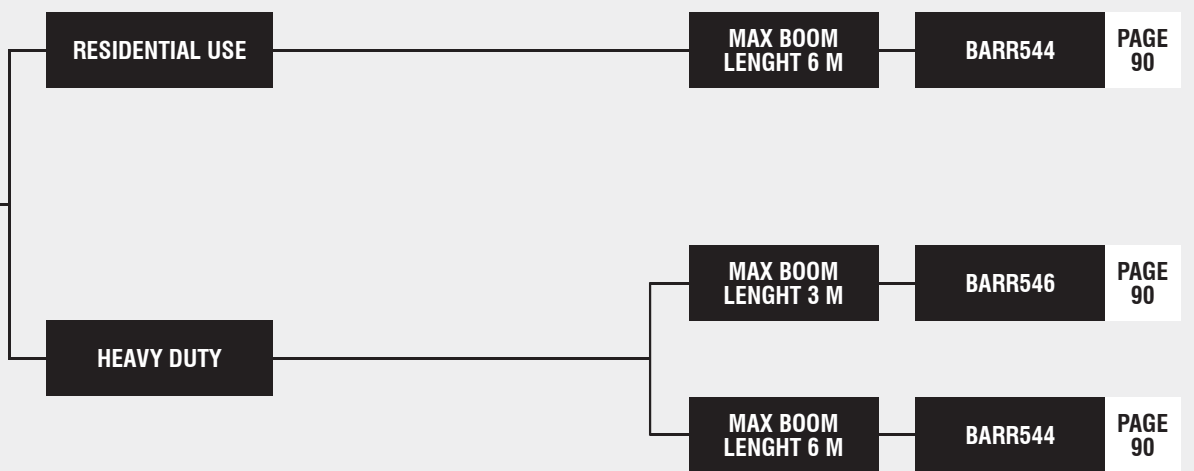 RESIDENTIAL USE
MAX BOOM
LENGHT 6 M
BARR544
PAGE
90
MAX BOOM
LENGHT 3 M
BARR546
PAGE
90
HEAVY DUTY
MAX BOOM
LENGHT 6 M
BARR544
PAGE
90